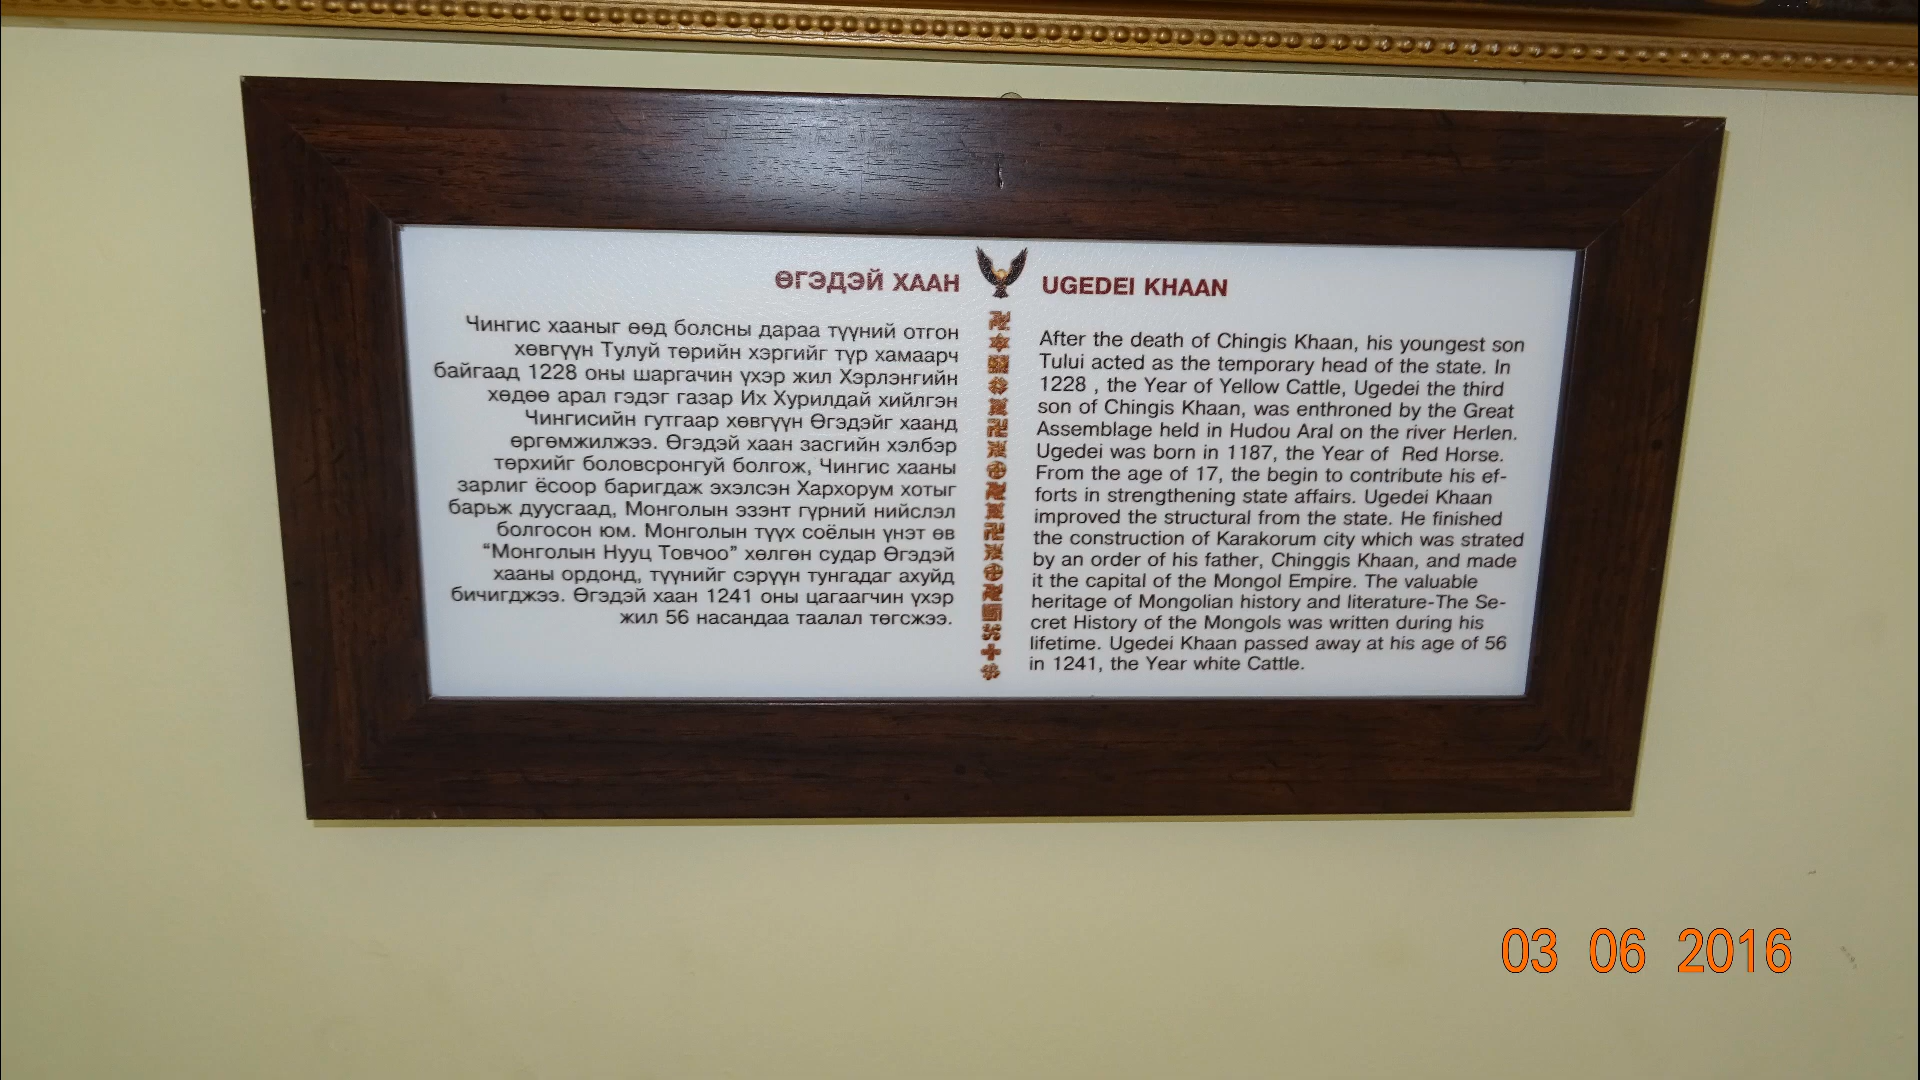 ӨГЭДЭЙ ХААН
Чингис хааныг өөд болсны дараа түүний отгон
хөвгүүн Тулуй төрийн хэргийг түр хамаарч
байгаад 1228 оны шаргачин үхэр жил Хэрлэнгийн
хөдөө арал гэдэг газар Их Хурилдай хийлгэн
Чингисийн гутгаар хөвгүүн Өгэдэйг хаанд
өргөмжилжээ. Өгэдэй хаан засгийн хэлбэр
төрхийг боловсронгуй болгож, Чингис хааны
зарлиг ёсоор баригдаж эхэлсэн Хархорум хотыг
барьж дуусгаад, Монголын эзэнт гүрний нийслэл
болгосон юм. Монголын түүх соёлын үнэт өв
“Монголын Нууц Товчоо” хөлгөн судар Өгэдэй
хааны ордонд, түүнийг сэрүүн тунгадаг ахуйд
бичигджээ. Өгэдэй хаан 1241 оны цагаагчин үхэр
жил 56 насандаа таалал төгсжээ.
UGEDEI KHAAN
After the death of Chingis Khaan, his youngest son
Tului acted as the temporary head of the state. In
1228 , the Year of Yellow Cattle, Ugedei the third
son of Chingis Khaan, was enthroned by the Great
Assemblage held in Hudou Aral on the river Herlen.
Ugedei was born in 1187, the Year of Red Horse.
From the age of 17, the begin to contribute his ef-
forts in strengthening state affairs. Ugedei Khaan
improved the structural from the state. He finished
the construction of Karakorum city which was strated
by an order of his father, Chinggis Khaan, and made
it the capital of the Mongol Empire. The valuable
heritage of Mongolian history and literature-The Se-
cret History of the Mongols was written during his
lifetime. Ugedei Khaan passed away at his age of 56
in 1241, the Year white Cattle.
03 06 2016